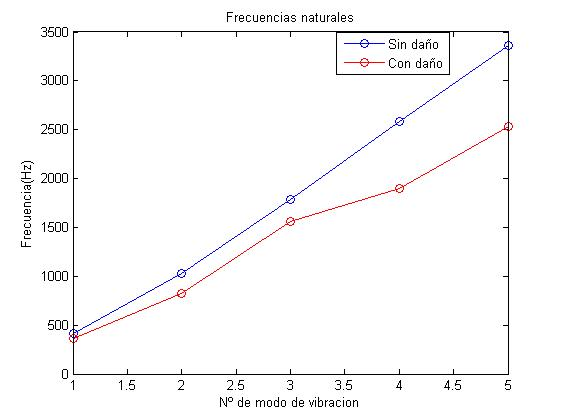 Frecuencias naturales
Sin daño
Con daño
3500
3000
2500
2000
1500
1000
500
0
Frecuencia(Hz)
1 1.5 2 2.5 3 3.5 4 4.5 5
Nº de modo de vibracion